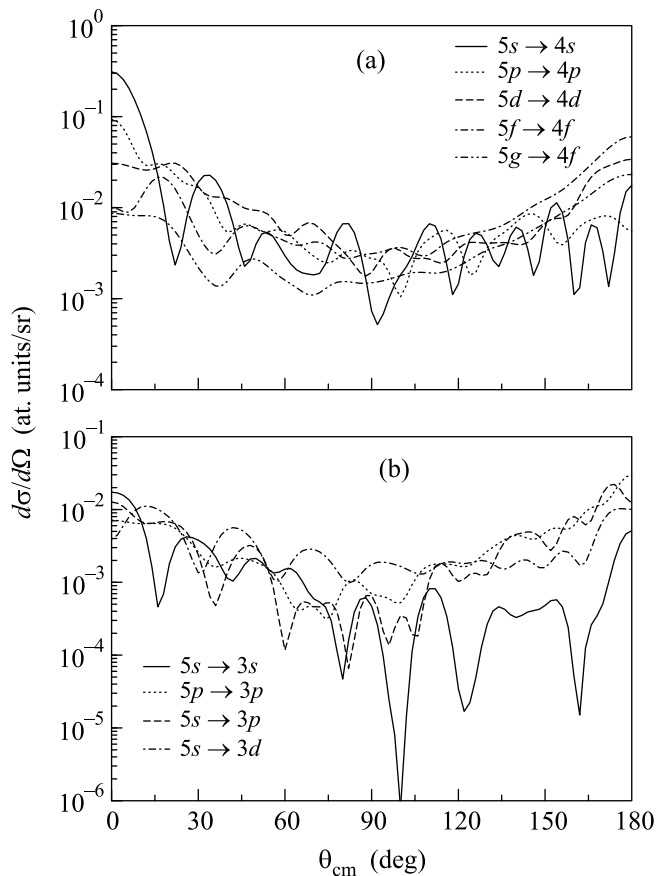 10^0
(a)
5s → 4s
5p → 4p
5d → 4d
5f → 4f
5g → 4f
10^-1
10^-2
10^-3
10^-4
dσ/dΩ (at. units/sr)
10^-1
(b)
10^-2
10^-3
10^-4
10^-5
10^-6
5s → 3s
5p → 3p
5s → 3p
5s → 3d
0 30 60 90 120 150 180
θcm (deg)